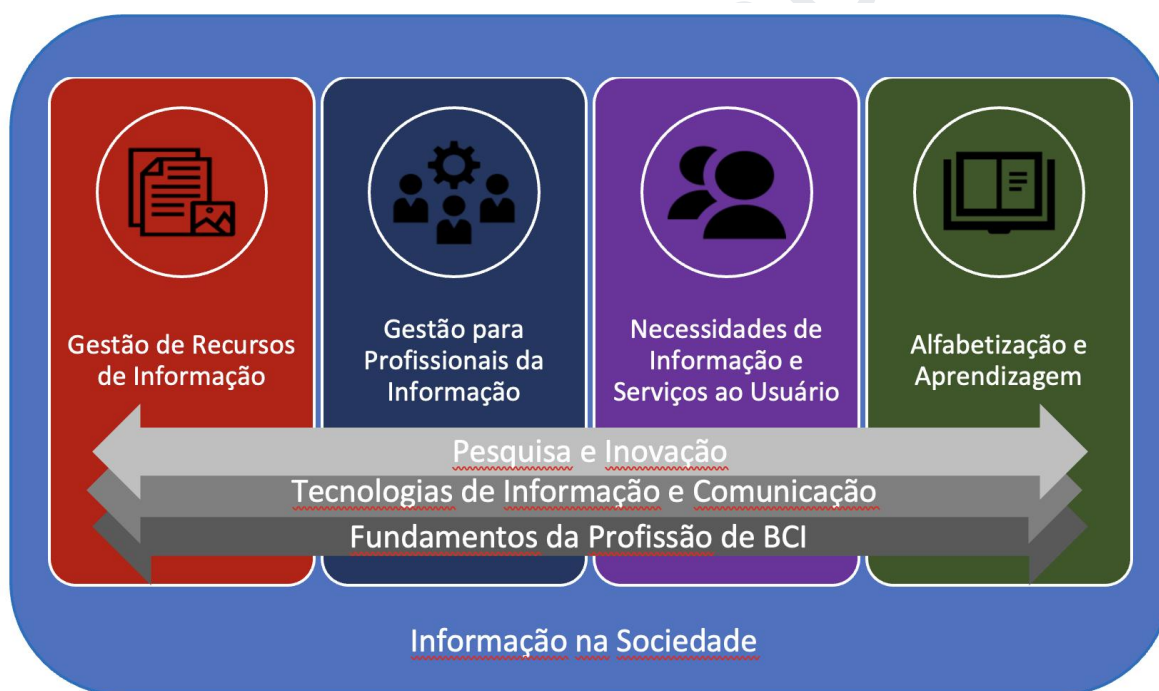 Gestão de Recursos
de Informação
Gestão para
Profissionais da
Informação
Necessidades de
Informação e
Serviços ao Usuário
Alfabetização e
Aprendizagem
Pesquisa e Inovação
Tecnologias de Informação e Comunicação
Fundamentos da Profissão de BCI
Informação na Sociedade